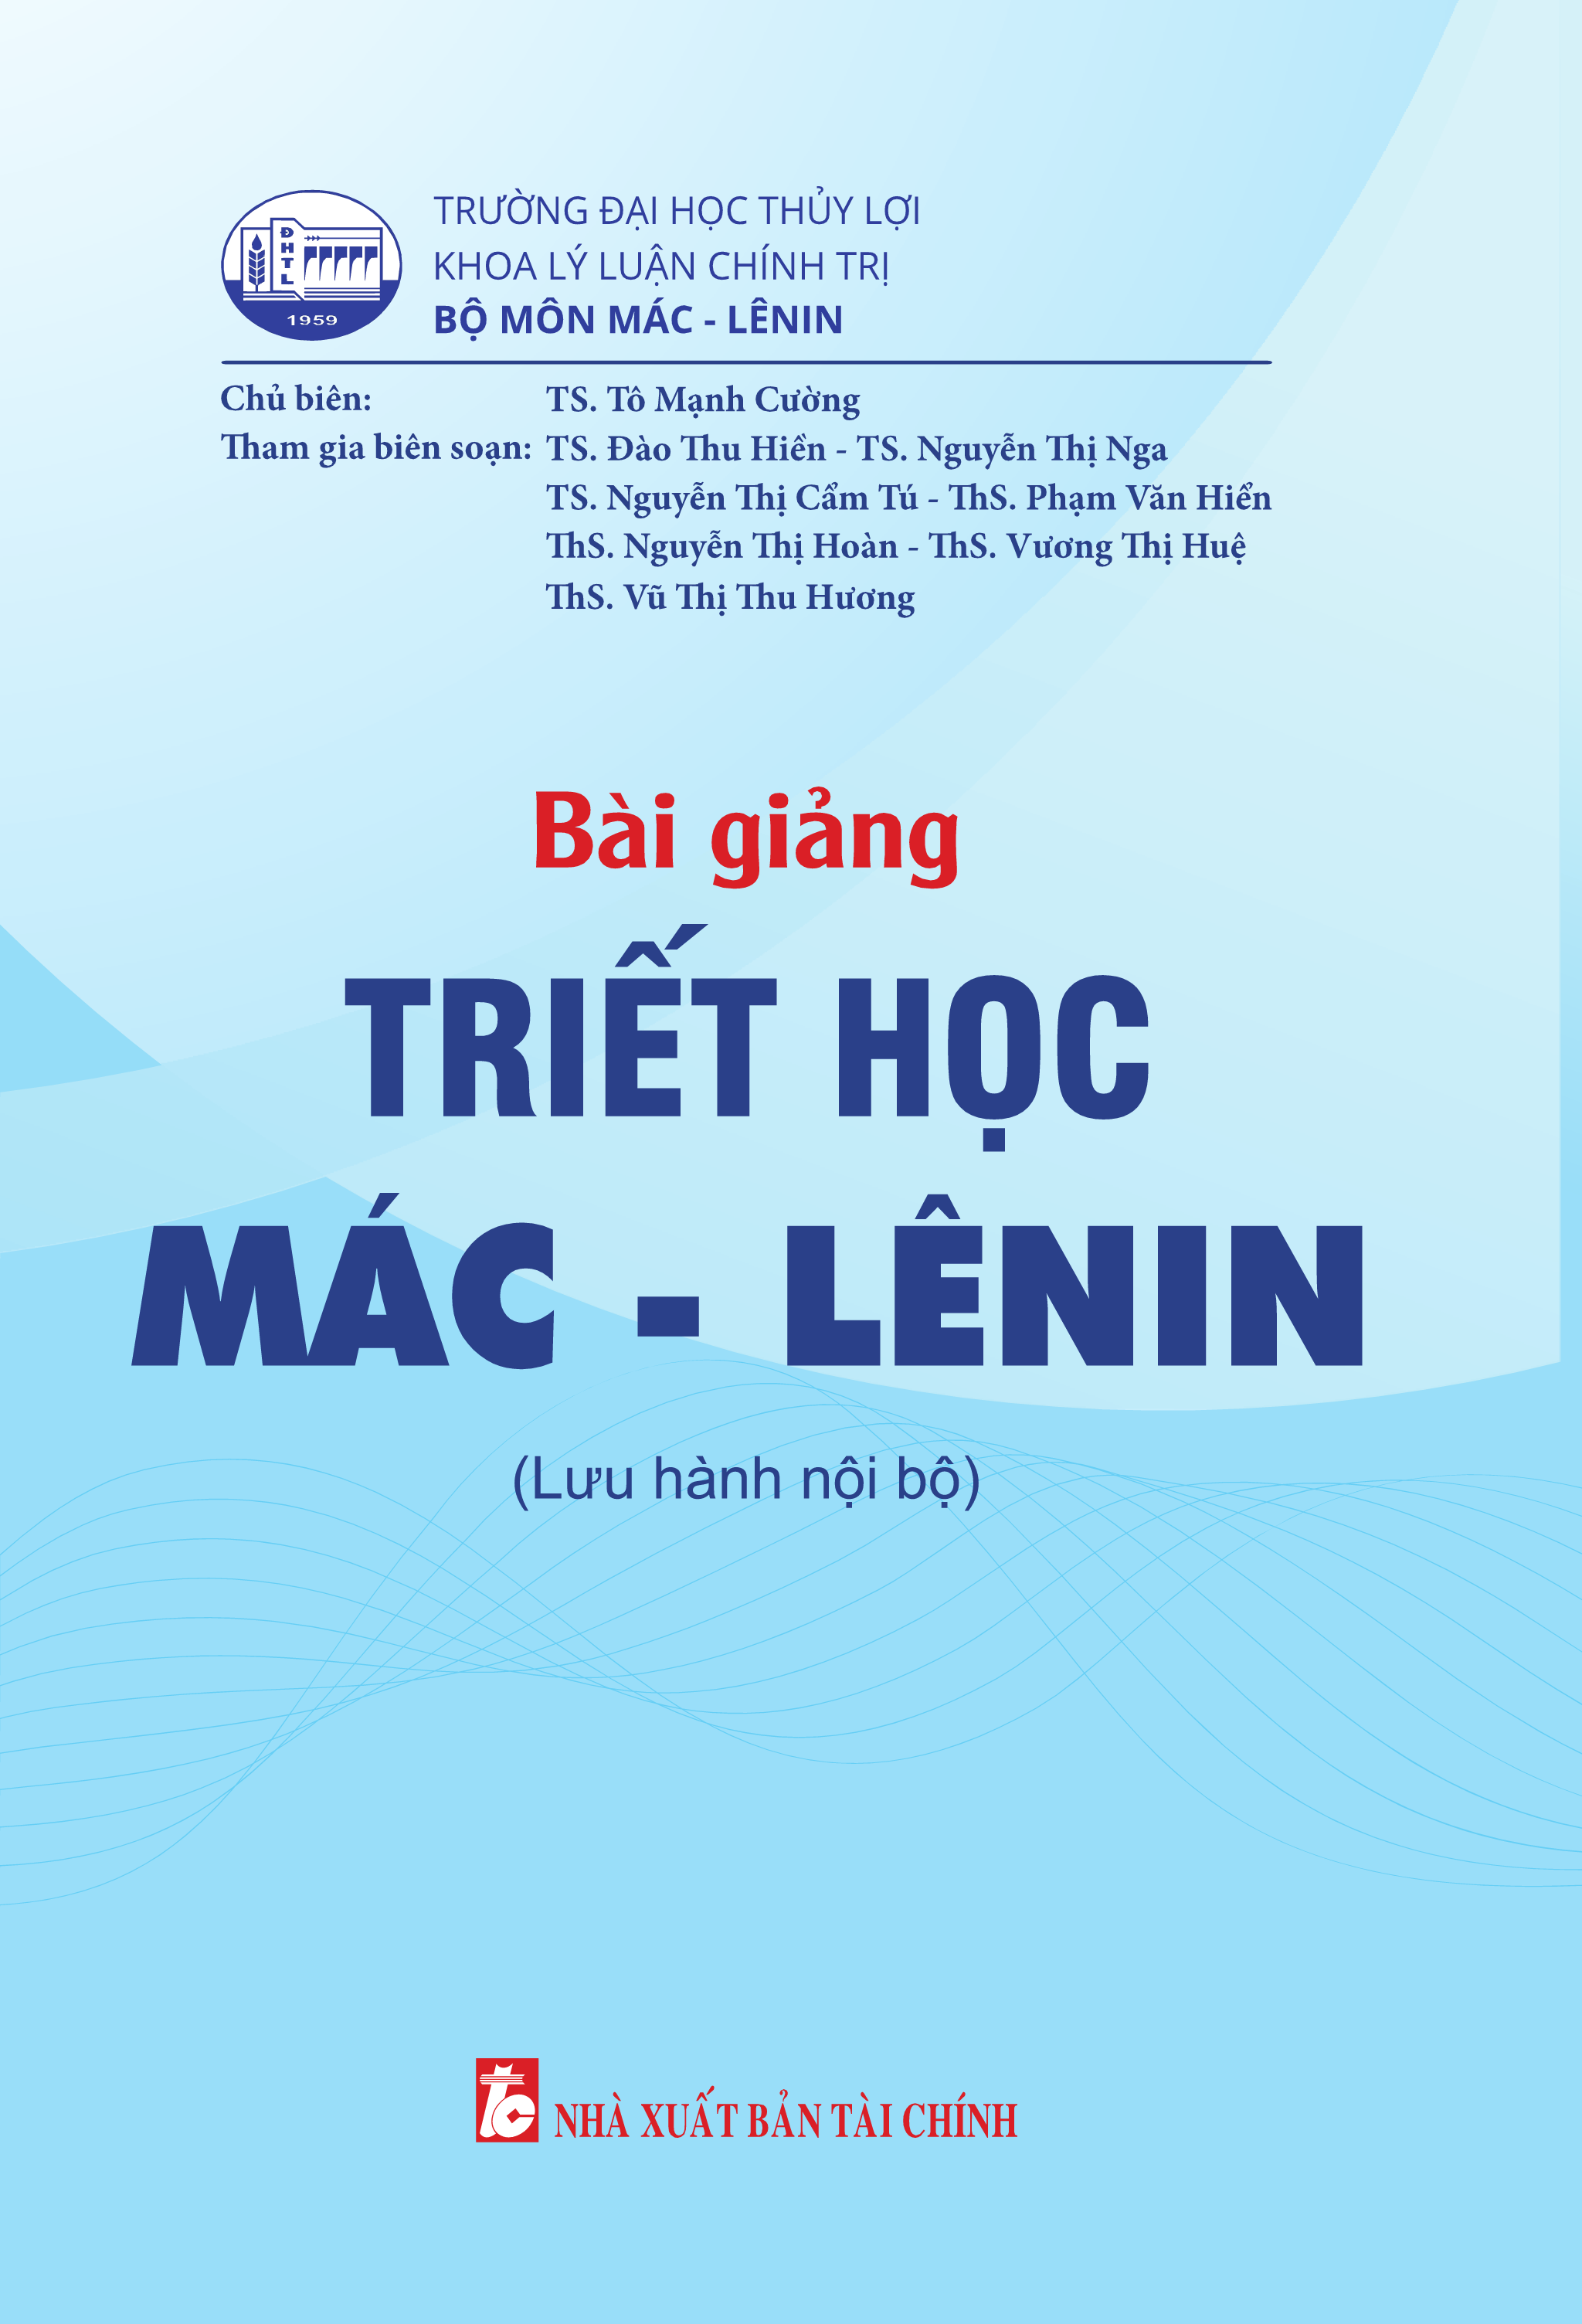 TRƯỜNG ĐẠI HỌC THỦY LỢI
KHOA LÝ LUẬN CHÍNH TRỊ
BỘ MÔN MÁC - LÊNIN
ĐHTL
1959
Chủ biên: TS. Tô Mạnh Cường
Tham gia biên soạn: TS. Đào Thu Hiền - TS. Nguyễn Thị Nga
TS. Nguyễn Thị Cẩm Tú - ThS. Phạm Văn Hiển
ThS. Nguyễn Thị Hoàn - ThS. Vương Thị Huệ
ThS. Vũ Thị Thu Hương
Bài giảng
TRIẾT HỌC
MÁC - LÊNIN
(Lưu hành nội bộ)
tc NHÀ XUẤT BẢN TÀI CHÍNH